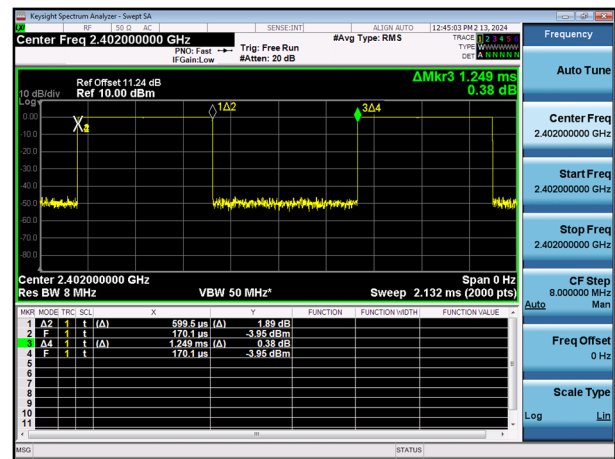 Keysight Spectrum Analyzer - Swept SA
RF 50 Ω AC SENSE:INT ALIGN AUTO 12:45:03 PM 2 13, 2024
Center Freq 2.402000000 GHz
PNO: Fast
IFGain:Low
Trig: Free Run
#Atten: 20 dB
#Avg Type: RMS
TRACE 1 2 3 4 5 6
TYPE WWWWWW
DET A NNNNN
Frequency
Auto Tune
Center Freq
2.402000000 GHz
Start Freq
2.402000000 GHz
Stop Freq
2.402000000 GHz
CF Step
8.000000 MHz
Auto Man
Freq Offset
0 Hz
Scale Type
Log Lin
Ref Offset 11.24 dB
10 dB/div Ref 10.00 dBm
Log
ΔMkr3 1.249 ms
0.38 dB
1Δ2
3Δ4
0.00
-10.0
-20.0
-30.0
-40.0
-50.0
-60.0
-70.0
-80.0
Center 2.402000000 GHz Span 0 Hz
Res BW 8 MHz VBW 50 MHz* Sweep 2.132 ms (2000 pts)
MKR MODE TRC SCL X Y FUNCTION FUNCTION WIDTH FUNCTION VALUE
1 Δ2 1 t (Δ) 599.5 µs (Δ) 1.89 dB
2 F 1 t 170.1 µs -3.95 dBm
3 Δ4 1 t (Δ) 1.249 ms (Δ) 0.38 dB
4 F 1 t 170.1 µs -3.95 dBm
5
6
7
8
9
10
11
MSG STATUS